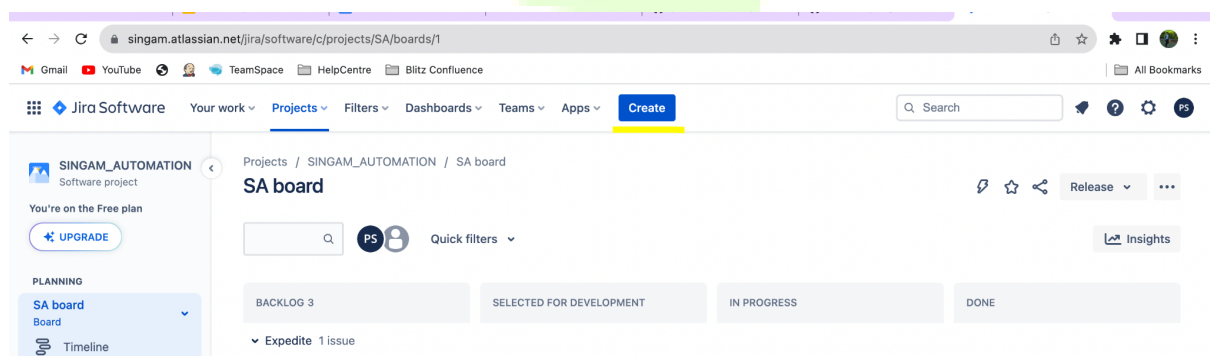 singam.atlassian.net/jira/software/c/projects/SA/boards/1
Gmail YouTube TeamSpace HelpCentre Blitz Confluence All Bookmarks
Jira Software Your work Projects Filters Dashboards Teams Apps Create Search PS
SINGAM_AUTOMATION
Software project
You're on the Free plan
UPGRADE
PLANNING
SA board
Board
Timeline
Projects / SINGAM_AUTOMATION / SA board
SA board
Release
PS Quick filters Insights
BACKLOG 3 SELECTED FOR DEVELOPMENT IN PROGRESS DONE
Expedite 1 issue